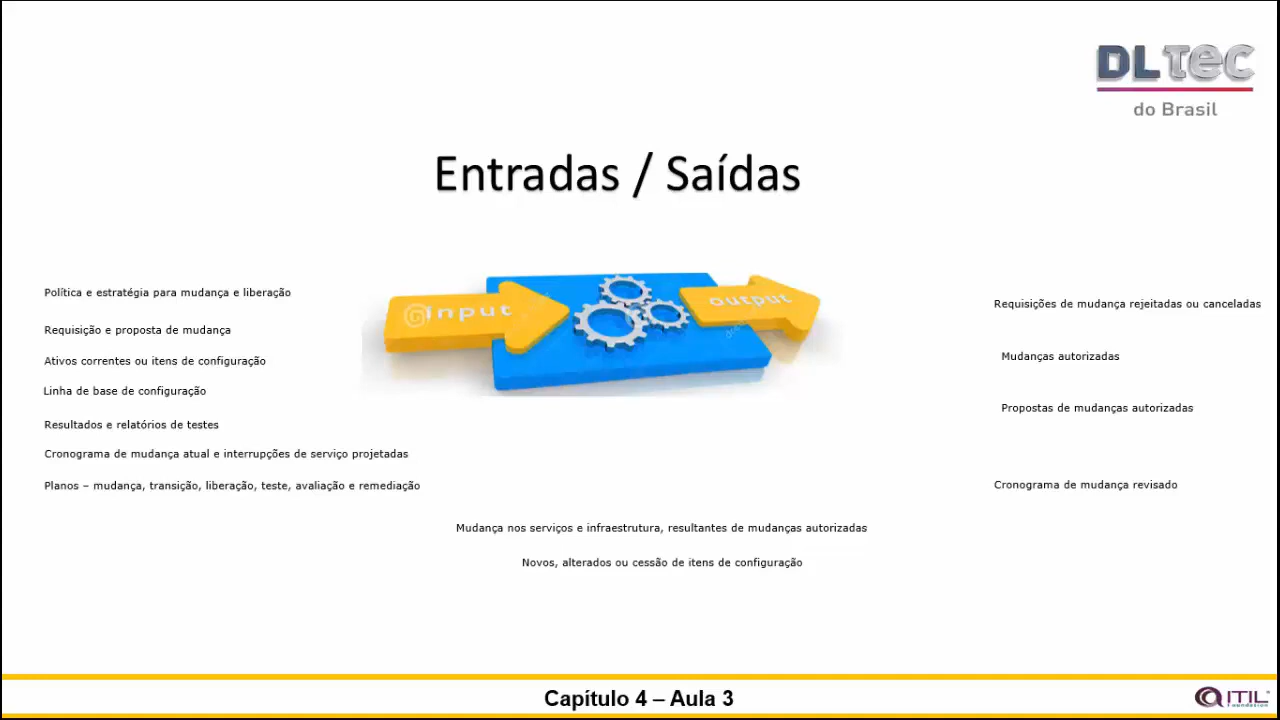 DLTEC
do Brasil
Entradas / Saídas
Política e estratégia para mudança e liberação
Requisição e proposta de mudança
Ativos correntes ou itens de configuração
Linha de base de configuração
Resultados e relatórios de testes
Cronograma de mudança atual e interrupções de serviço projetadas
Planos – mudança, transição, liberação, teste, avaliação e remediação
input
output
Requisições de mudança rejeitadas ou canceladas
Mudanças autorizadas
Propostas de mudanças autorizadas
Cronograma de mudança revisado
Mudança nos serviços e infraestrutura, resultantes de mudanças autorizadas
Novos, alterados ou cessão de itens de configuração
Capítulo 4 – Aula 3
ITIL
Foundation